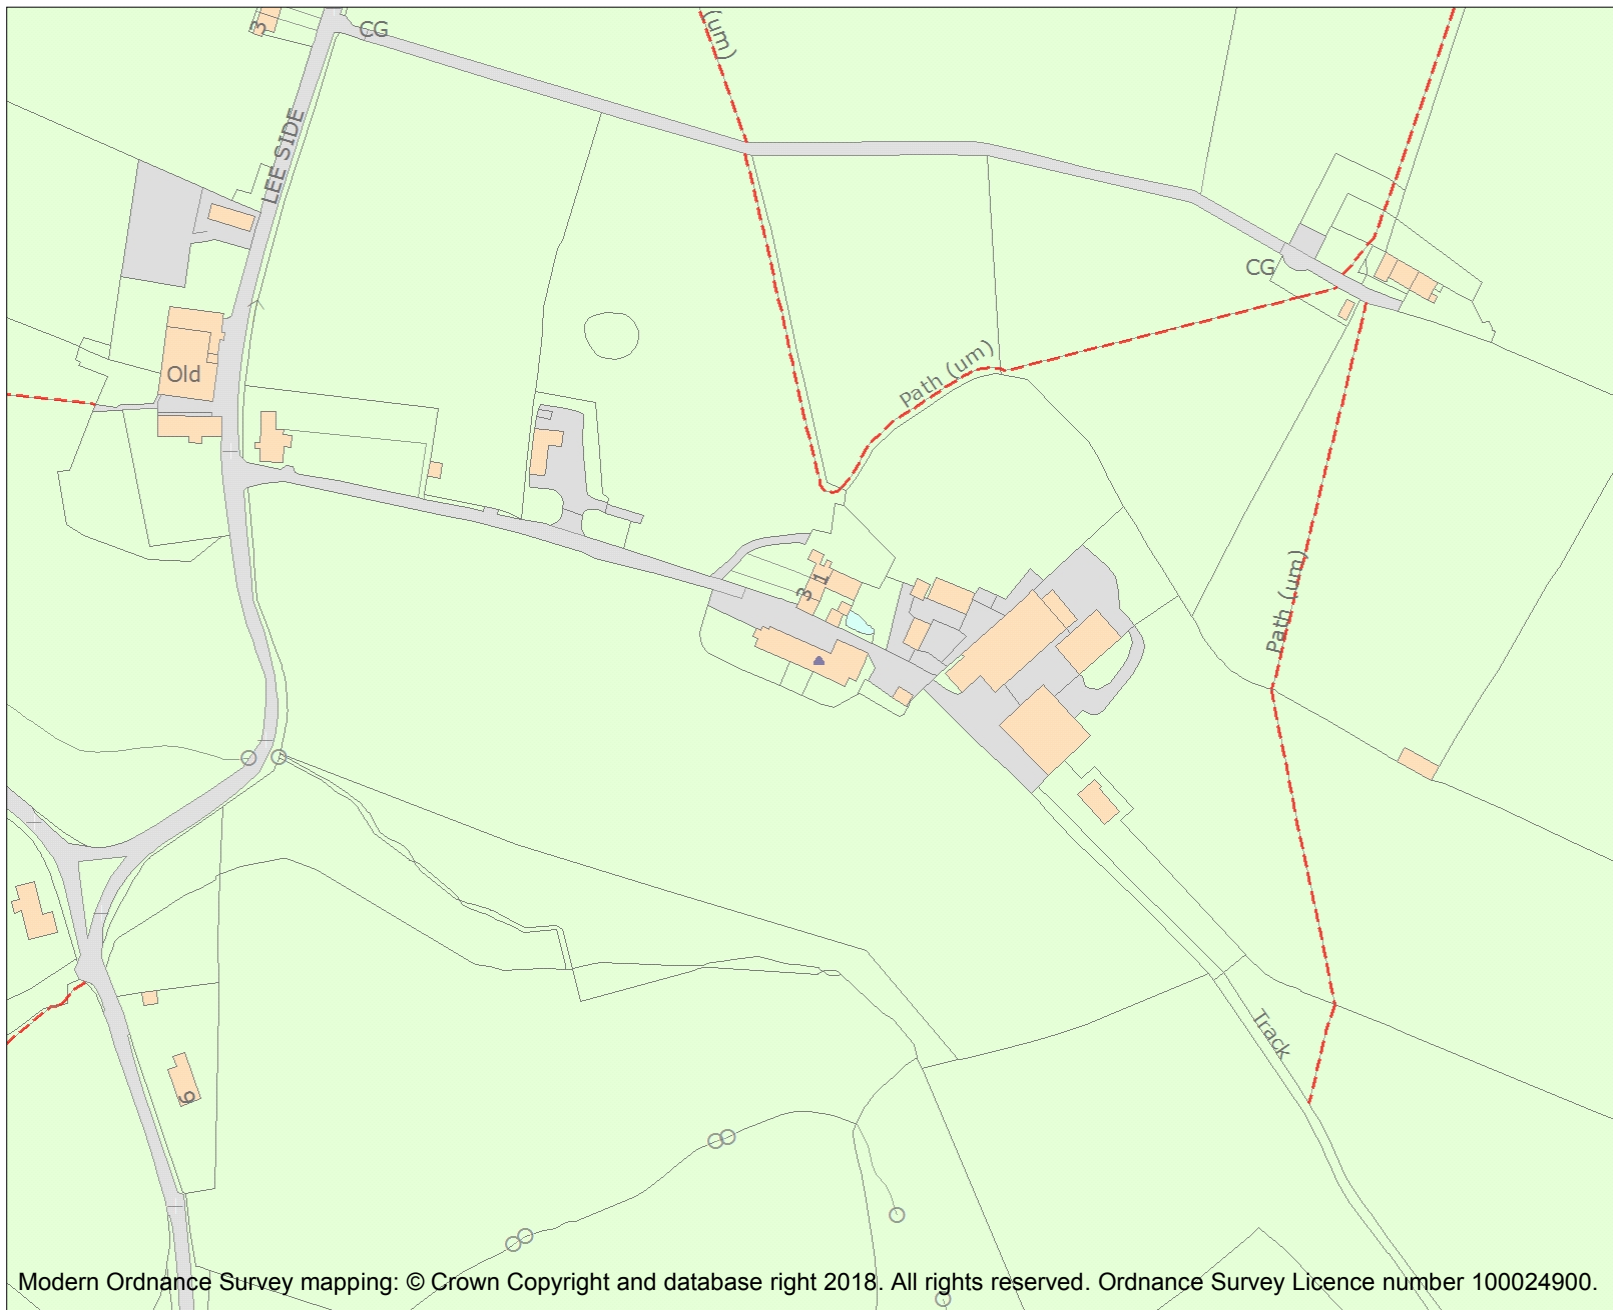 3
CG
(um)
LEE SIDE
CG
Old
Path (um)
1
3
Path (um)
Track
6
Modern Ordnance Survey mapping: © Crown Copyright and database right 2018. All rights reserved. Ordnance Survey Licence number 100024900.